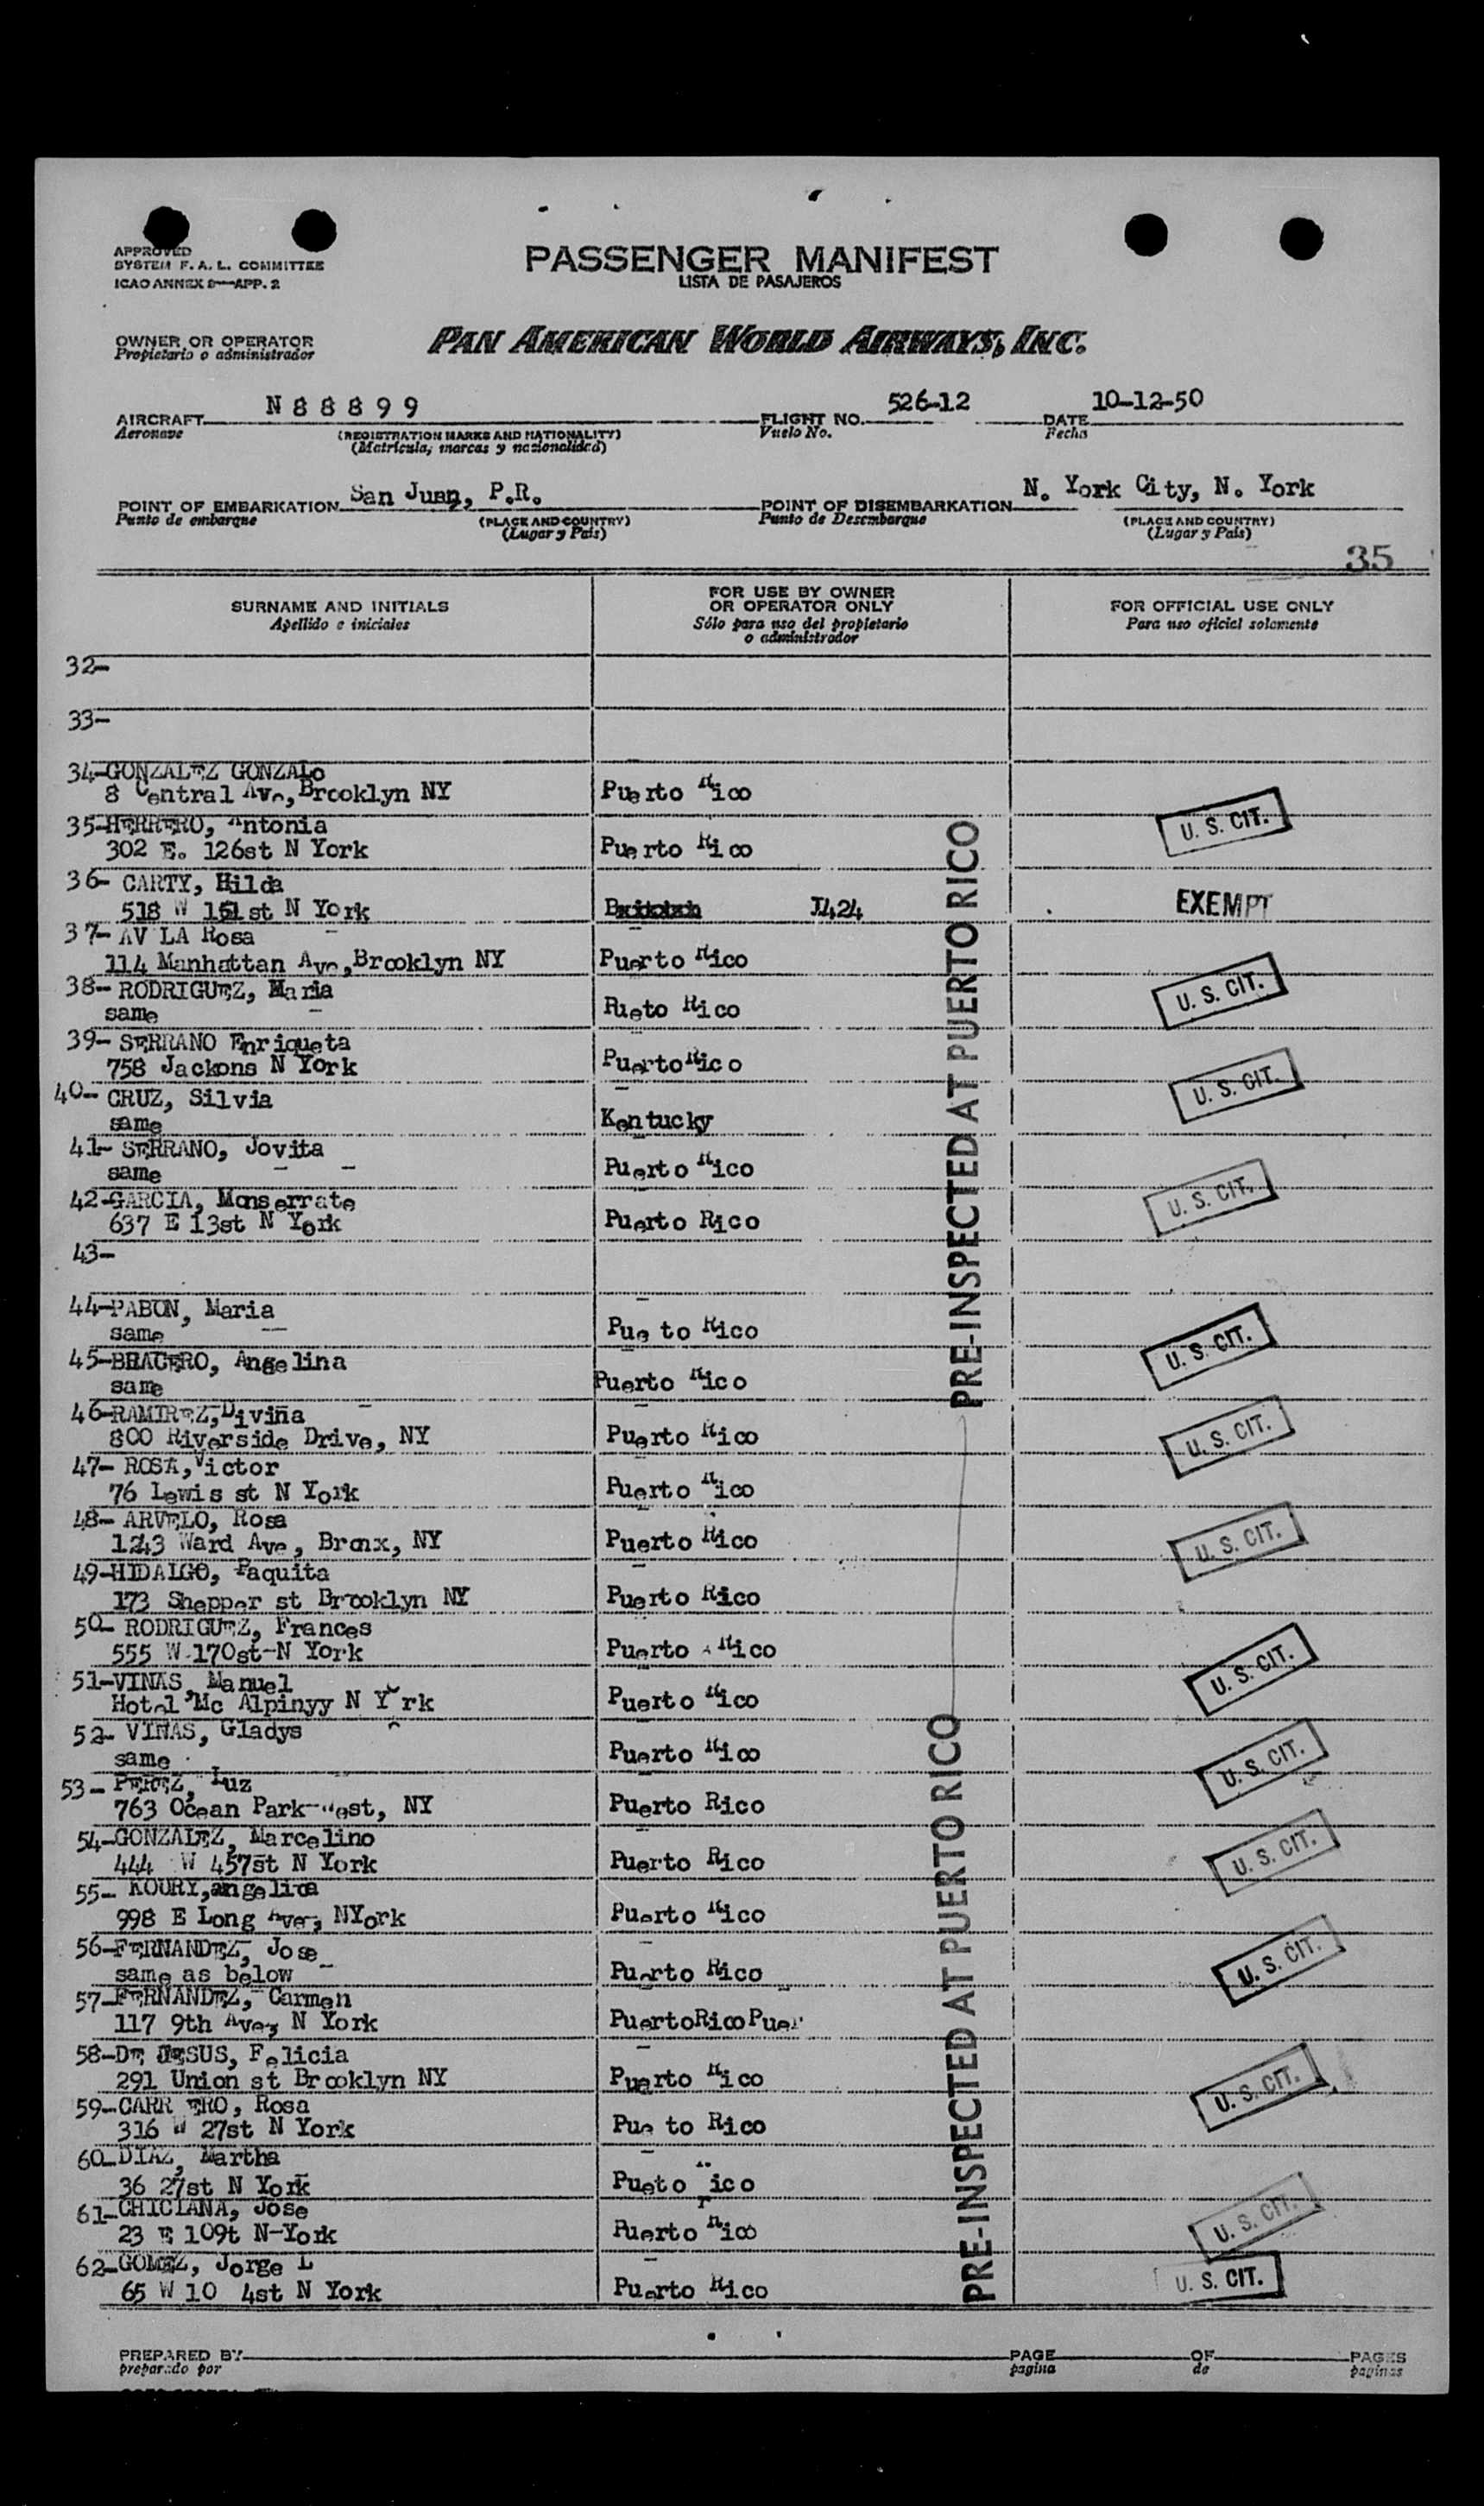 APPROVED
SYSTEM F. A. L. COMMITTEE
ICAO ANNEX 9—APP. 2
PASSENGER MANIFEST
LISTA DE PASAJEROS
OWNER OR OPERATOR
Propietario o administrador
PAN AMERICAN WORLD AIRWAYS, INC.
AIRCRAFT N 8 8 8 9 9
Aeronave
(REGISTRATION MARKS AND NATIONALITY)
(Matrícula, marcas y nacionalidad)
FLIGHT NO. 526-12
Vuelo No.
DATE 10-12-50
Fecha
POINT OF EMBARKATION San Juan, P.R.
Punto de embarque
(PLACE AND COUNTRY)
(Lugar y País)
POINT OF DISEMBARKATION N. York City, N. York
Punto de Desembarque
(PLACE AND COUNTRY)
(Lugar y País)
35
SURNAME AND INITIALS
Apellido e iniciales
FOR USE BY OWNER
OR OPERATOR ONLY
Sólo para uso del propietario
o administrador
FOR OFFICIAL USE ONLY
Para uso oficial solamente
32-
33-
34-GONZALEZ GONZALo
8 Central Ave, Brooklyn NY Puerto Rico
35-HERRERO, Antonia U. S. CIT.
302 E. 126st N York Puerto Rico
36- CARTY, Hilda
518 W 151st N York I424 EXEMPT
37- AV LA Rosa
114 Manhattan Ave, Brooklyn NY Puerto Rico
38- RODRIGUEZ, Maria U. S. CIT.
same Pueto Rico
39- SERRANO Enriqueta
758 Jackons N York PuertoRico
40- CRUZ, Silvia U. S. CIT.
same Kentucky
41- SERRANO, Jovita
same Puerto Rico
42-GARCIA, Monserrate U. S. CIT.
637 E 13st N York Puerto Rico
43-
44-PABON, Maria
same Pue to Rico U. S. CIT.
45-BRACERO, Angelina
same Puerto Rico
46-RAMIREZ, Diviña
800 Riverside Drive, NY Puerto Rico U. S. CIT.
47- ROSA, Victor
76 Lewis st N York Puerto Rico
48- ARVELO, Rosa
1243 Ward Ave, Bronx, NY Puerto Rico U. S. CIT.
49-HIDALGO, Paquita
173 Shepper st Brooklyn NY Puerto Rico
50- RODRIGUEZ, Frances
555 W 170st-N York Puerto Rico U. S. CIT.
51-VINAS, Manuel
Hotel Mc Alpinyy N Y rk Puerto Rico
52- VINAS, Gladys
same Puerto Rico U. S. CIT.
53- PEREZ, Luz
763 Ocean Park-West, NY Puerto Rico
54-GONZALEZ, Marcelino
444 W 457st N York Puerto Rico U. S. CIT.
55- KOURY, angelica
998 E Long Ave, NYork Puerto Rico
56-FERNANDEZ, Jose
same as below Puerto Rico U. S. CIT.
57-FERNANDEZ, Carmen
117 9th Ave, N York PuertoRicoPuer
58-DE JESUS, Felicia
291 Union st Brooklyn NY Puerto Rico U. S. CIT.
59-CARR ERO, Rosa
316 W 27st N York Pue to Rico
60-DIAZ, Martha
36 27st N York Pueto Rico
61-CHICLANA, Jose
23 E 109t N-York Puerto Rico U. S. CIT.
62-GOMEZ, Jorge L
65 W 10 4st N York Puerto Rico U. S. CIT.
PRE-INSPECTED AT PUERTO RICO
PRE-INSPECTED AT PUERTO RICO
PREPARED BY
preparado por
PAGE OF PAGES
pagina de paginas